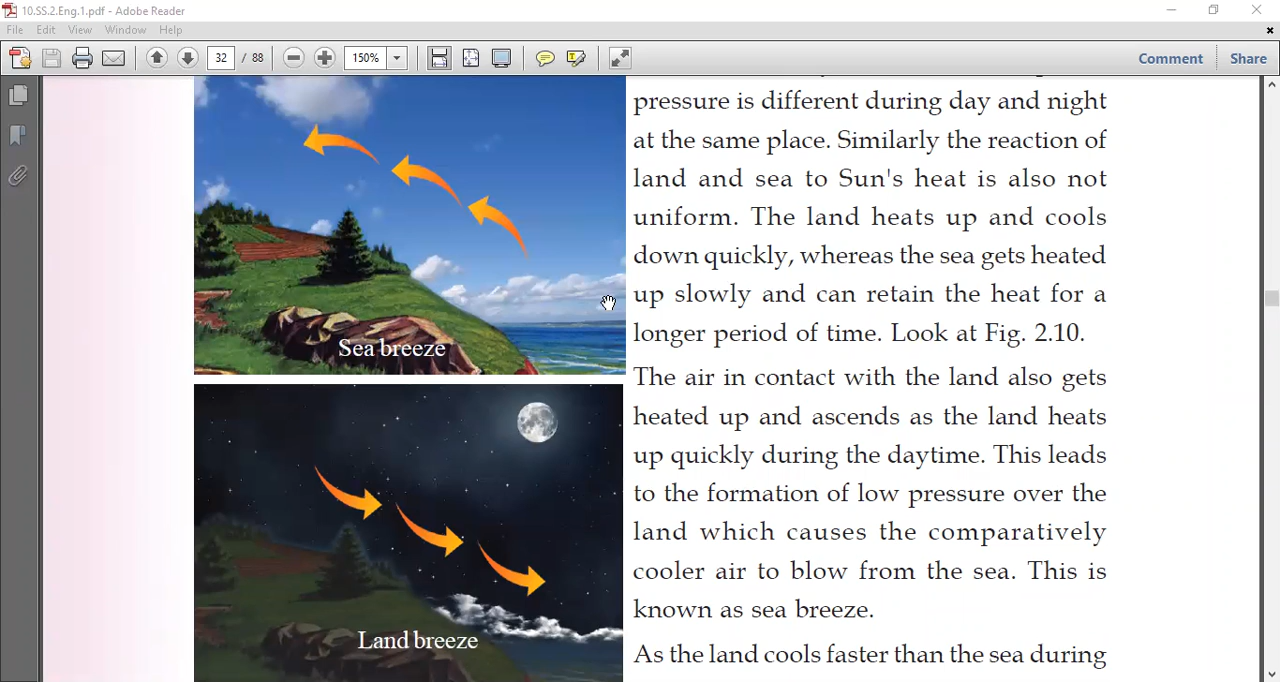 10.SS.2.Eng.1.pdf - Adobe Reader
File Edit View Window Help
32 / 88
150%
Comment
Share
pressure is different during day and night
at the same place. Similarly the reaction of
land and sea to Sun's heat is also not
uniform. The land heats up and cools
down quickly, whereas the sea gets heated
up slowly and can retain the heat for a
longer period of time. Look at Fig. 2.10.
The air in contact with the land also gets
heated up and ascends as the land heats
up quickly during the daytime. This leads
to the formation of low pressure over the
land which causes the comparatively
cooler air to blow from the sea. This is
known as sea breeze.
As the land cools faster than the sea during
Sea breeze
Land breeze